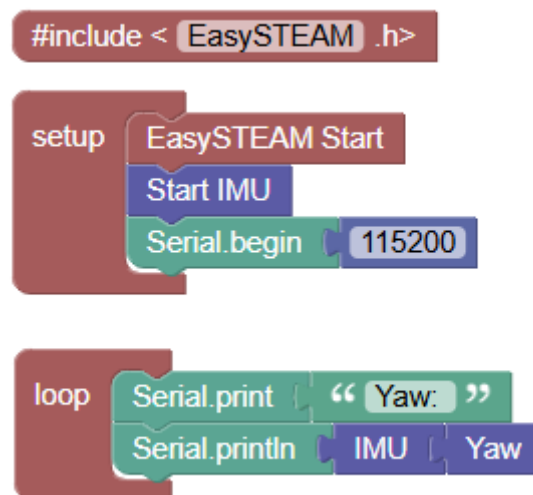 #include < EasySTEAM .h>
setup EasySTEAM Start
Start IMU
Serial.begin 115200
loop Serial.print “ Yaw: ”
Serial.println IMU Yaw